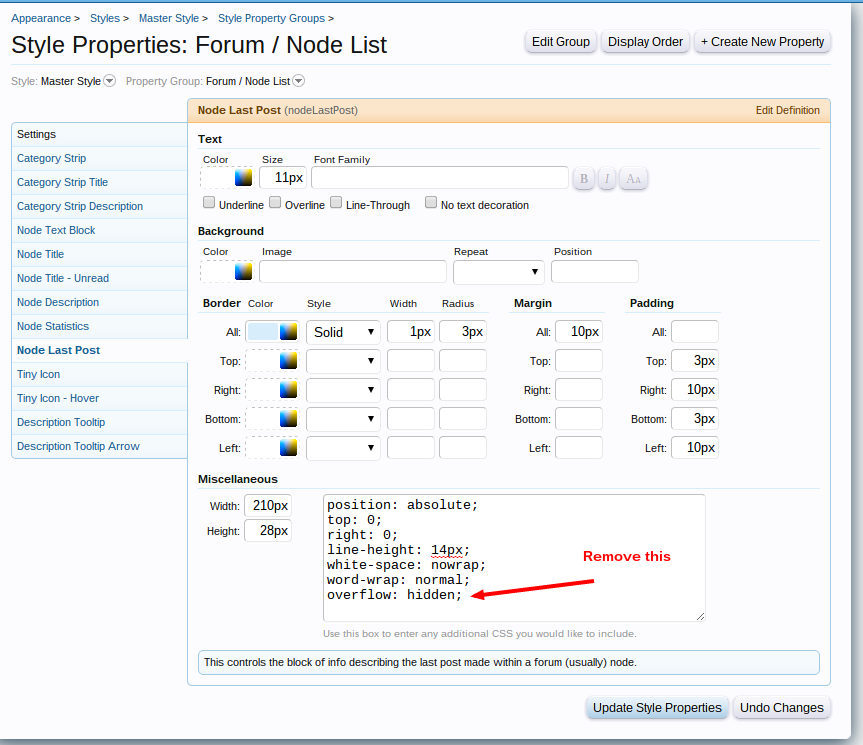 Appearance > Styles > Master Style > Style Property Groups >
Style Properties: Forum / Node List
Edit Group Display Order + Create New Property
Style: Master Style Property Group: Forum / Node List
Node Last Post (nodeLastPost) Edit Definition
Settings
Category Strip
Category Strip Title
Category Strip Description
Node Text Block
Node Title
Node Title - Unread
Node Description
Node Statistics
Node Last Post
Tiny Icon
Tiny Icon - Hover
Description Tooltip
Description Tooltip Arrow
Text
Color Size Font Family
11px B I AA
Underline Overline Line-Through No text decoration
Background
Color Image Repeat Position
Border Color Style Width Radius Margin Padding
All: Solid 1px 3px All: 10px All:
Top: Top: Top: 3px
Right: Right: Right: 10px
Bottom: Bottom: Bottom: 3px
Left: Left: Left: 10px
Miscellaneous
Width: 210px
Height: 28px
position: absolute;
top: 0;
right: 0;
line-height: 14px;
white-space: nowrap;
word-wrap: normal;
overflow: hidden;
Remove this
Use this box to enter any additional CSS you would like to include.
This controls the block of info describing the last post made within a forum (usually) node.
Update Style Properties Undo Changes